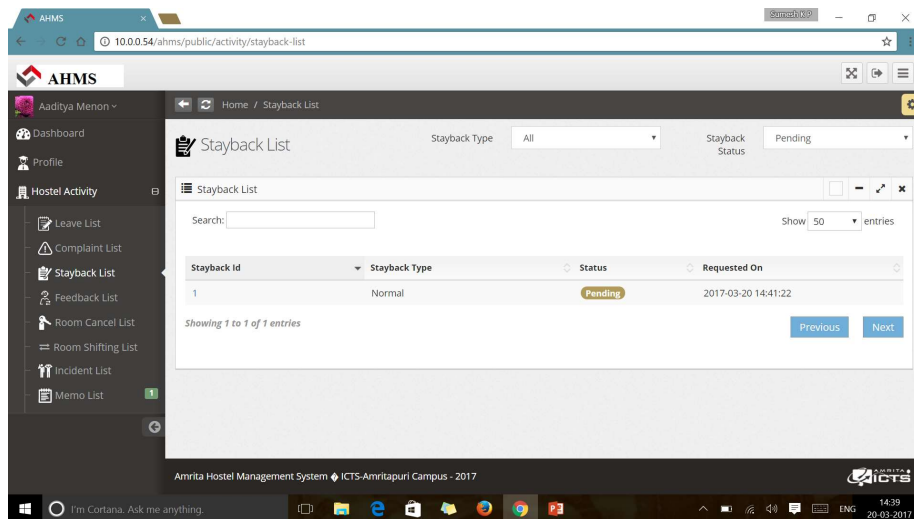 AHMS
Sumesh K P
10.0.0.54/ahms/public/activity/stayback-list
AHMS
Aaditya Menon
Home / Stayback List
Dashboard
Profile
Hostel Activity
Leave List
Complaint List
Stayback List
Feedback List
Room Cancel List
Room Shifting List
Incident List
Memo List 1
Stayback List
Stayback Type All
Stayback Status Pending
Stayback List
Search:
Show 50 entries
Stayback Id Stayback Type Status Requested On
1 Normal Pending 2017-03-20 14:41:22
Showing 1 to 1 of 1 entries
Previous Next
Amrita Hostel Management System � ICTS-Amritapuri Campus - 2017
AMRITA
ICTS
I'm Cortana. Ask me anything.
ENG
14:39
20-03-2017